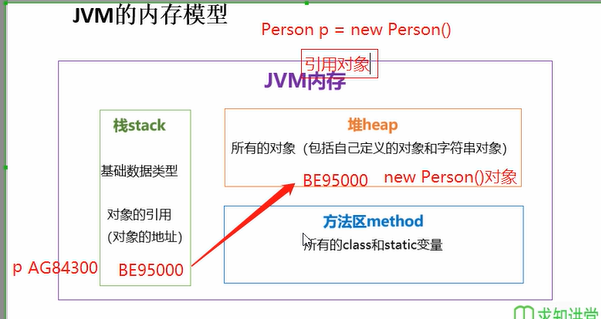 JVM的内存模型
Person p = new Person()
引用对象
JVM内存
栈stack
基础数据类型
对象的引用
(对象的地址)
p AG84300 BE95000
堆heap
所有的对象（包括自己定义的对象和字符串对象）
BE95000 new Person()对象
方法区method
所有的class和static变量
求知讲堂